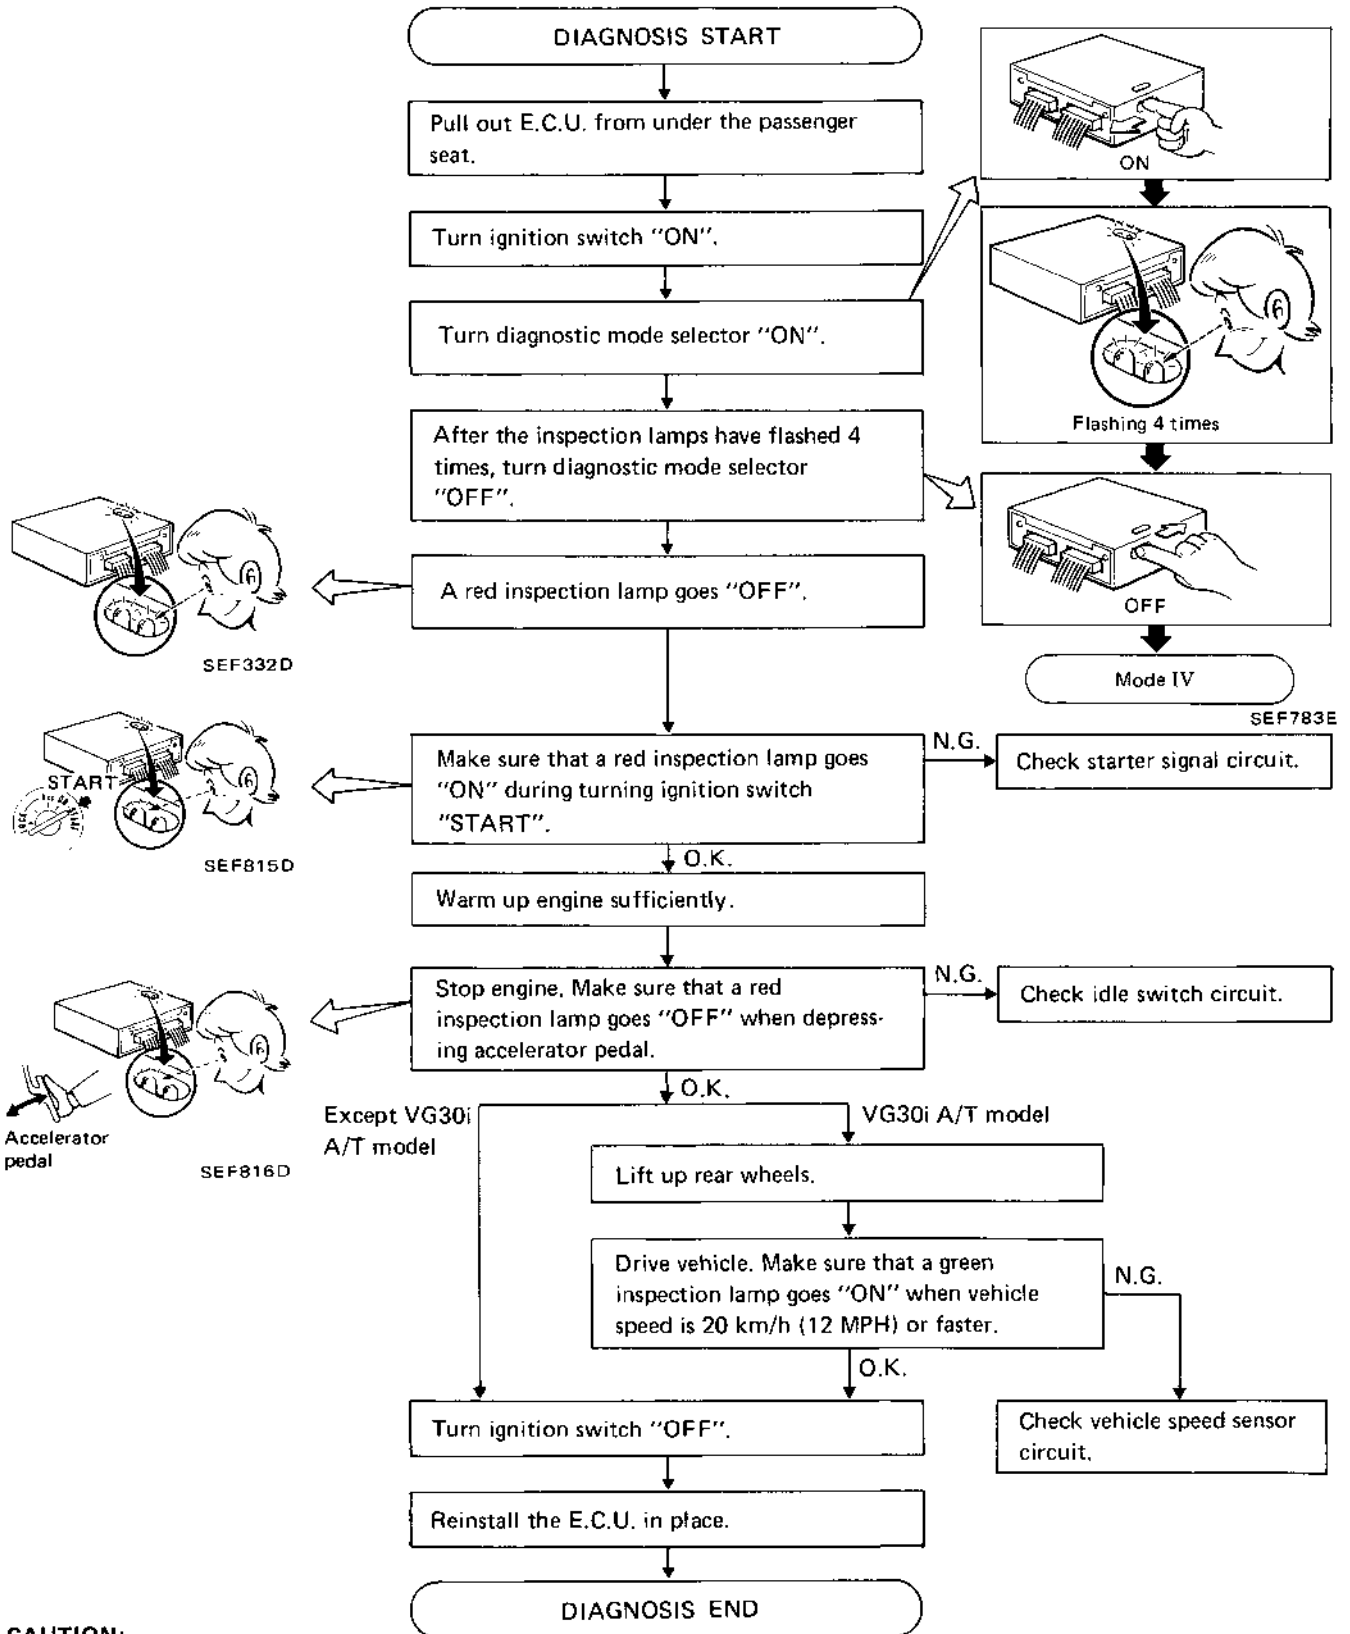 DIAGNOSIS START
Pull out E.C.U. from under the passenger
seat.
Turn ignition switch "ON".
Turn diagnostic mode selector "ON".
After the inspection lamps have flashed 4
times, turn diagnostic mode selector
"OFF".
ON
Flashing 4 times
OFF
Mode IV
SEF783E
A red inspection lamp goes "OFF".
SEF332D
Make sure that a red inspection lamp goes
"ON" during turning ignition switch
"START".
N.G.
Check starter signal circuit.
START
SEF815D
O.K.
Warm up engine sufficiently.
Stop engine. Make sure that a red
inspection lamp goes "OFF" when depress-
ing accelerator pedal.
N.G.
Check idle switch circuit.
Accelerator
pedal
SEF816D
O.K.
Except VG30i
A/T model
VG30i A/T model
Lift up rear wheels.
Drive vehicle. Make sure that a green
inspection lamp goes "ON" when vehicle
speed is 20 km/h (12 MPH) or faster.
N.G.
O.K.
Check vehicle speed sensor
circuit.
Turn ignition switch "OFF".
Reinstall the E.C.U. in place.
DIAGNOSIS END
CAUTION: